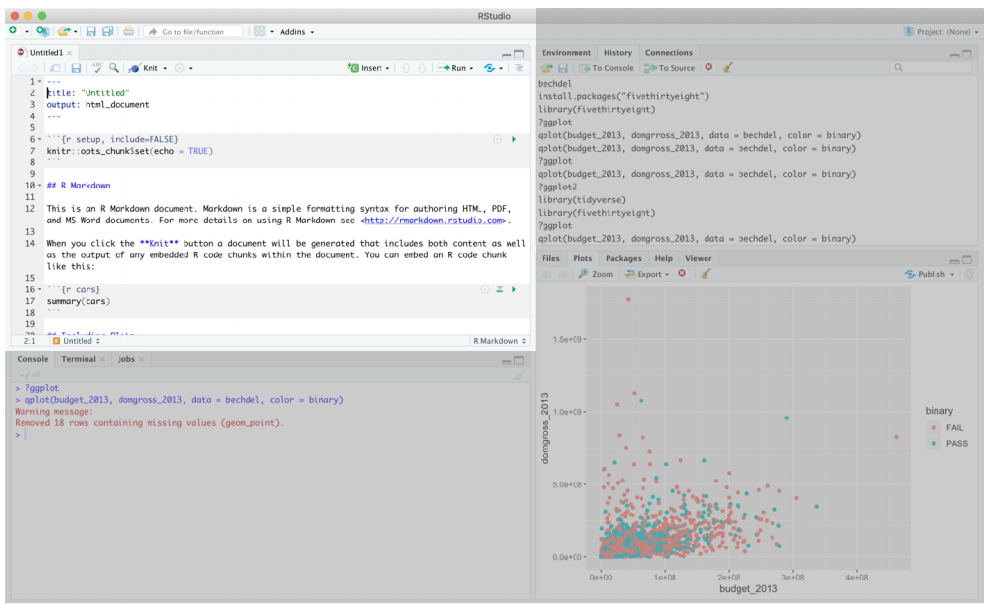 RStudio
Go to file/function
Addins
Project: (None)
Untitled1
Knit
Insert
Run
1 ---
2 title: "Untitled"
3 output: html_document
4 ---
5
6 ```{r setup, include=FALSE}
7 knitr::opts_chunk$set(echo = TRUE)
8 ```
9
10 ## R Markdown
11
12 This is an R Markdown document. Markdown is a simple formatting syntax for authoring HTML, PDF,
and MS Word documents. For more details on using R Markdown see <http://rmarkdown.rstudio.com>.
13
14 When you click the **Knit** button a document will be generated that includes both content as well
as the output of any embedded R code chunks within the document. You can embed an R code chunk
like this:
15
16 ```{r cars}
17 summary(cars)
18 ```
19
20 ## Including Plots
2:1 Untitled R Markdown
Environment History Connections
To Console To Source
bechdel
install.packages("fivethirtyeight")
library(fivethirtyeight)
?ggplot
qplot(budget_2013, domgross_2013, data = bechdel, color = binary)
qplot(budget_2013, domgross_2013, data = bechdel, color = binary)
?ggplot
qplot(budget_2013, domgross_2013, data = bechdel, color = binary)
?ggplot2
library(tidyverse)
library(fivethirtyeight)
?ggplot
qplot(budget_2013, domgross_2013, data = bechdel, color = binary)
Console Terminal Jobs
~/
> ?ggplot
> qplot(budget_2013, domgross_2013, data = bechdel, color = binary)
Warning message:
Removed 18 rows containing missing values (geom_point).
>
Files Plots Packages Help Viewer
Zoom Export Publish
1.5e+09
1.0e+09
5.0e+08
0.0e+00
domgross_2013
0e+00 1e+08 2e+08 3e+08 4e+08
budget_2013
binary
FAIL
PASS